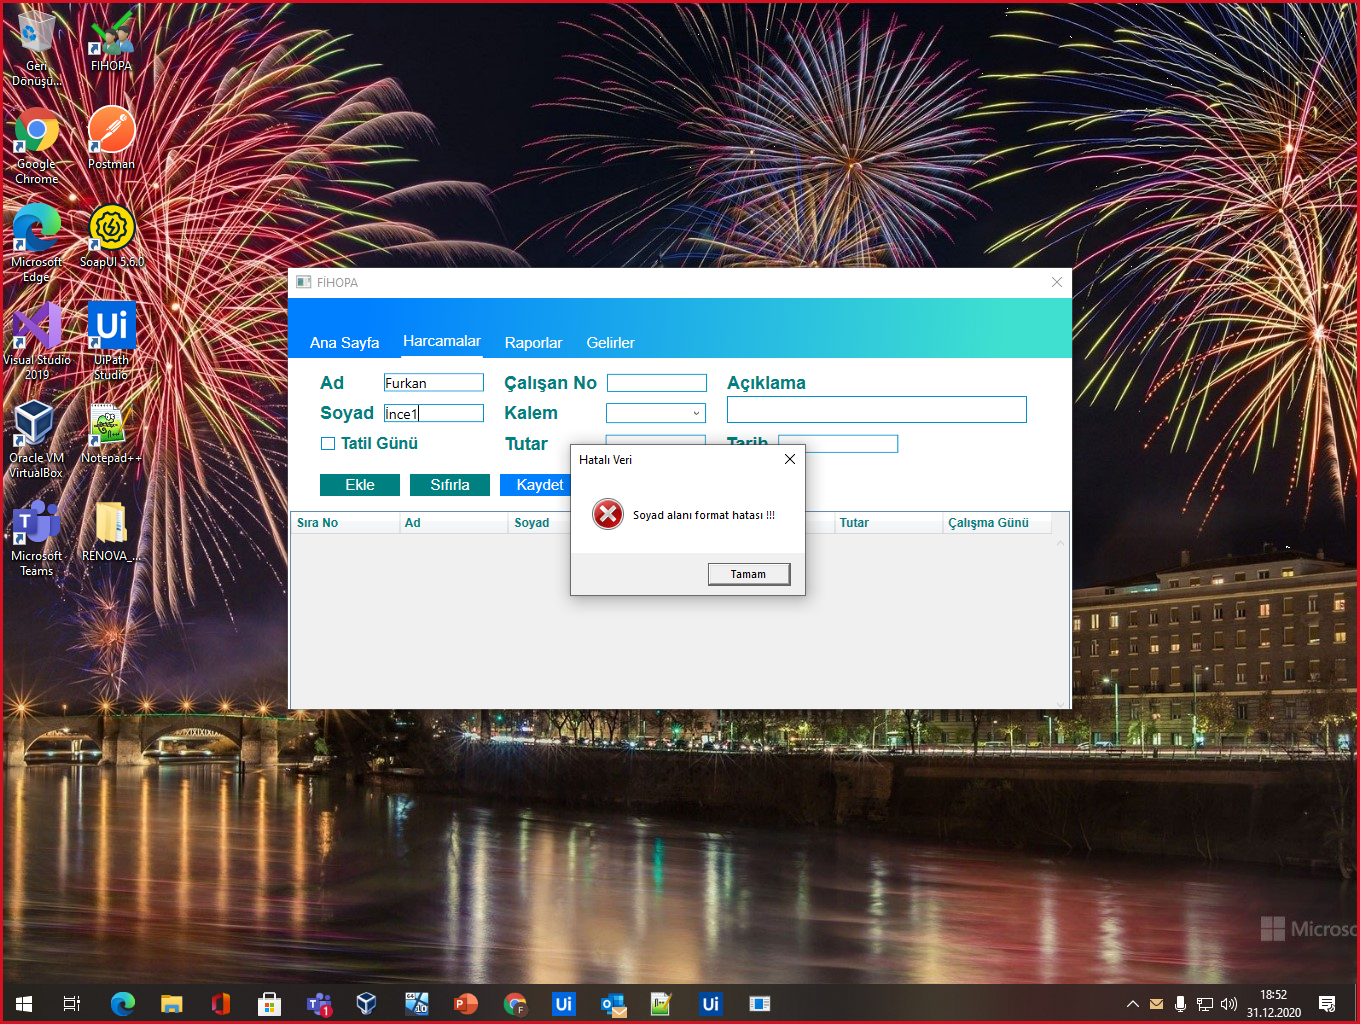 Geri
Dönüşü...
FIHOPA
Google
Chrome
Postman
Microsoft
Edge
SoapUI 5.6.0
Visual Studio
2019
UiPath
Studio
Oracle VM
VirtualBox
Notepad++
Microsoft
Teams
RENOVA_...
FİHOPA
Ana Sayfa
Harcamalar
Raporlar
Gelirler
Ad
Furkan
Çalışan No
Açıklama
Soyad
İnce1
Kalem
Tatil Günü
Tutar
Tarih
Ekle
Sıfırla
Kaydet
Sıra No
Ad
Soyad
Tutar
Çalışma Günü
Hatalı Veri
Soyad alanı format hatası !!!
Tamam
Microsc
18:52
31.12.2020